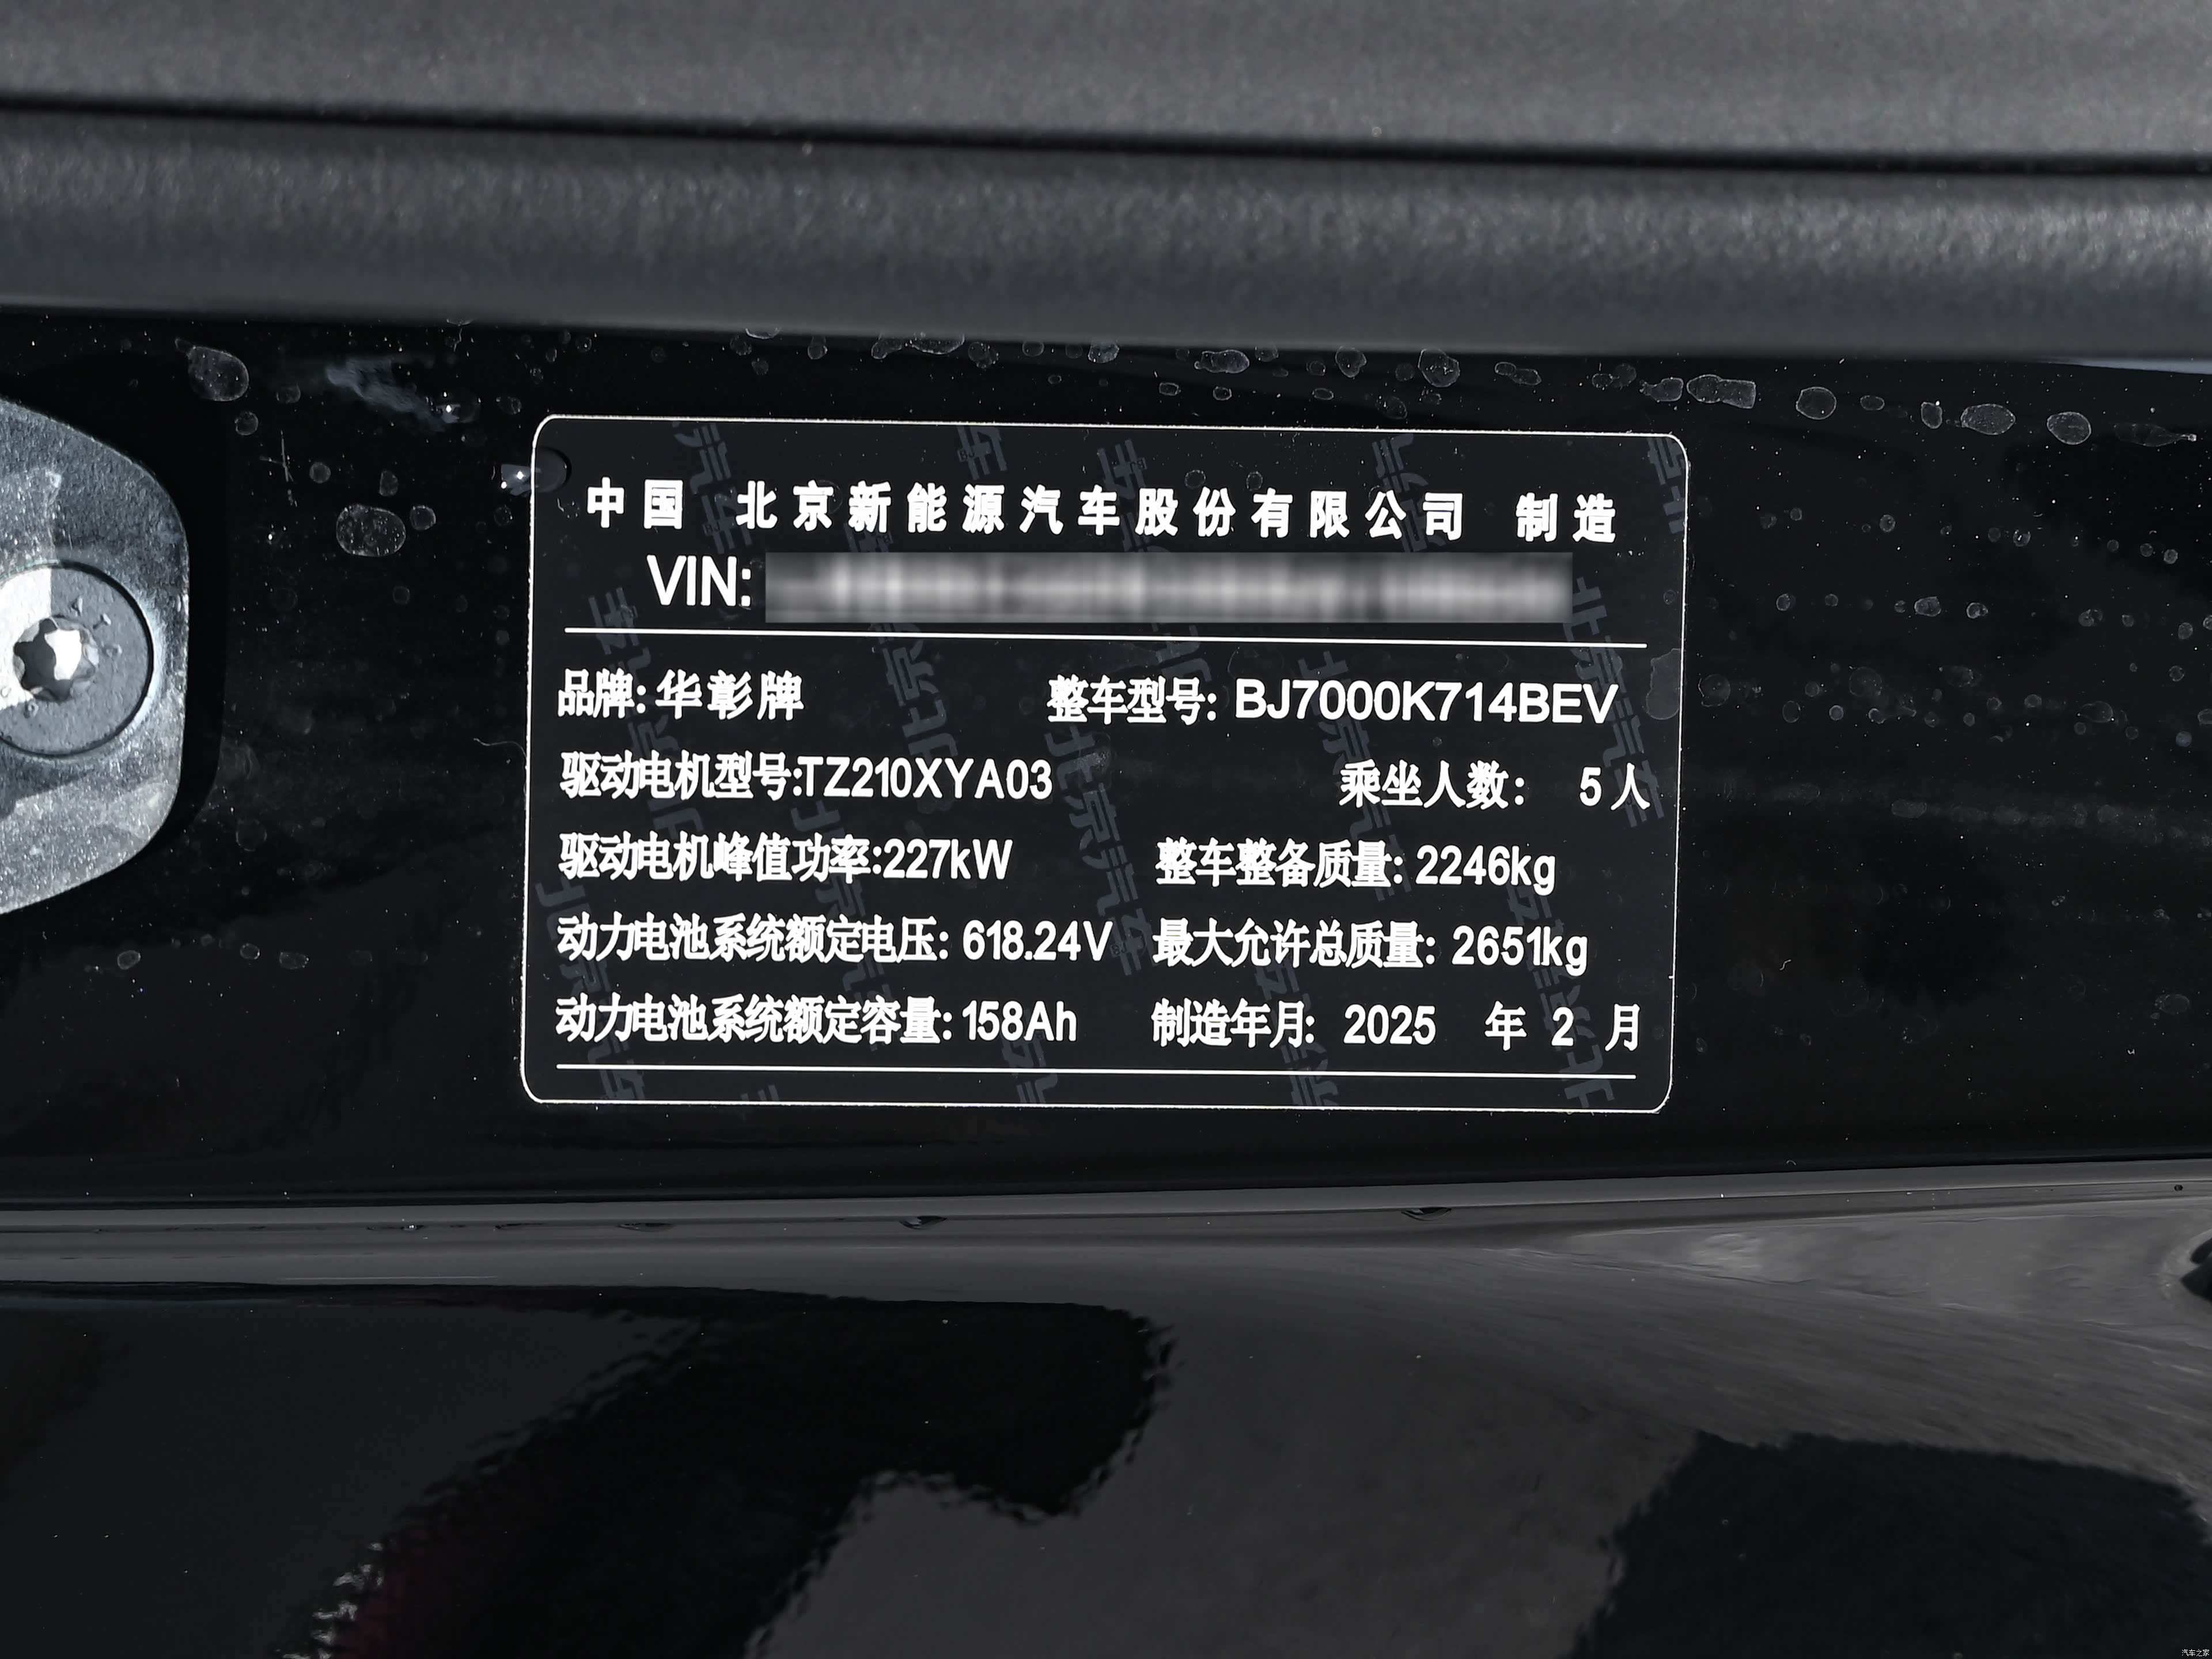 中国 北京新能源汽车股份有限公司 制造
VIN:
品牌: 华彰牌 整车型号: BJ7000K714BEV
驱动电机型号:TZ210XYA03 乘坐人数: 5人
驱动电机峰值功率:227kW 整车整备质量: 2246kg
动力电池系统额定电压: 618.24V 最大允许总质量: 2651kg
动力电池系统额定容量: 158Ah 制造年月: 2025 年 2 月
汽车之家